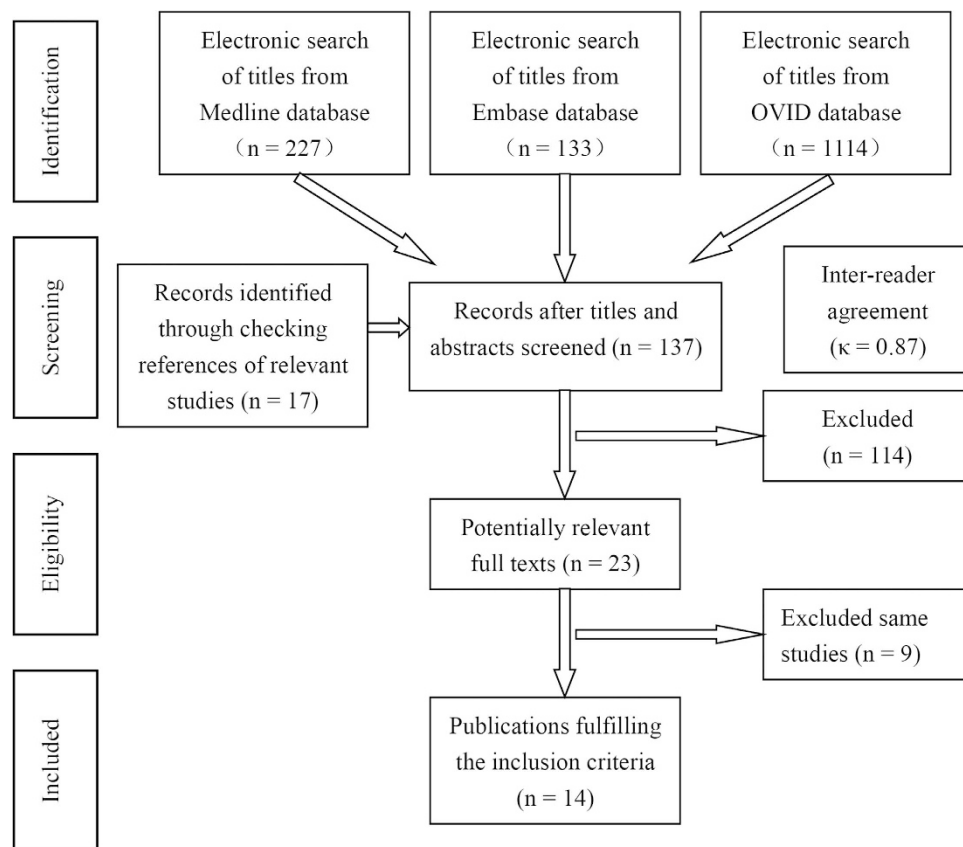 Identification
Electronic search
of titles from
Medline database
（n = 227）
Electronic search
of titles from
Embase database
（n = 133）
Electronic search
of titles from
OVID database
（n = 1114）
Screening
Records identified
through checking
references of relevant
studies (n = 17)
Records after titles and
abstracts screened (n = 137)
Inter-reader
agreement
(κ = 0.87)
Excluded
(n = 114)
Eligibility
Potentially relevant
full texts (n = 23)
Excluded same
studies (n = 9)
Included
Publications fulfilling
the inclusion criteria
(n = 14)